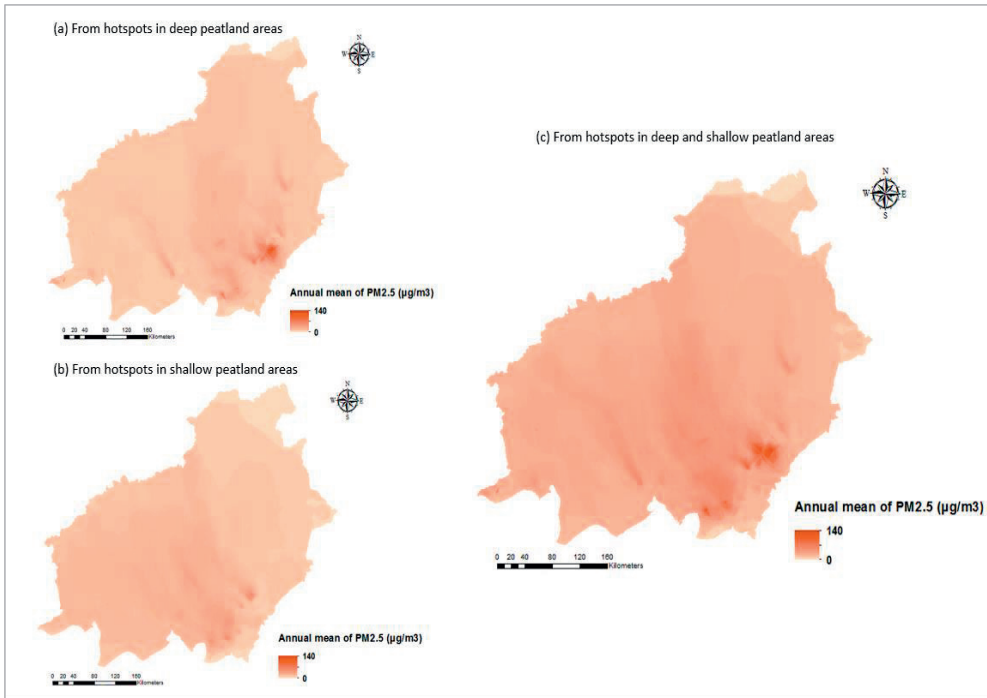 (a) From hotspots in deep peatland areas
N
W E
S
Annual mean of PM2.5 (µg/m3)
140
0
0 20 40 80 120 160
Kilometers
(b) From hotspots in shallow peatland areas
N
W E
S
Annual mean of PM2.5 (µg/m3)
140
0
0 20 40 80 120 160
Kilometers
(c) From hotspots in deep and shallow peatland areas
N
W E
S
Annual mean of PM2.5 (µg/m3)
140
0
0 20 40 80 120 160
Kilometers